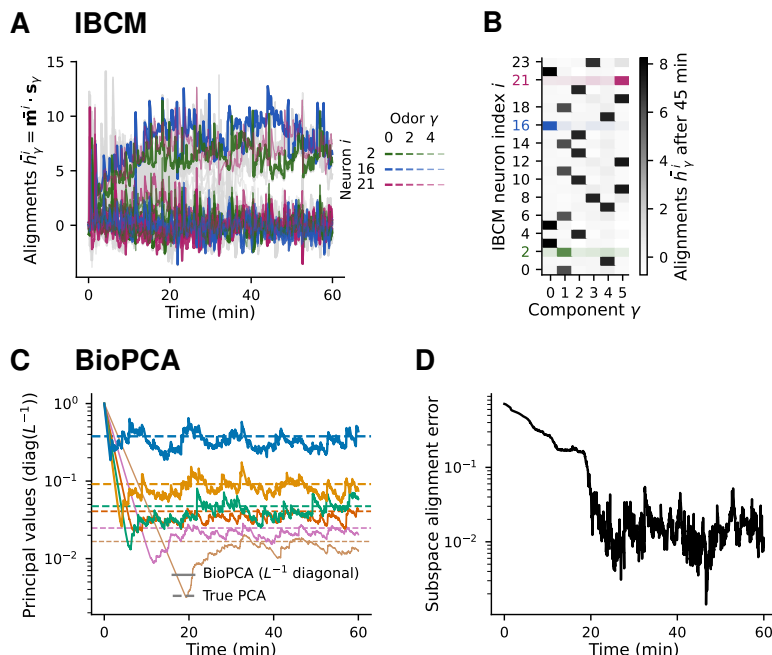 A IBCM
Alignments h̄ⁱ_γ = m̄ⁱ · s_γ
15
10
5
0
0 20 40 60
Time (min)
Odor γ
0 2 4
Neuron i
2
16
21
B
IBCM neuron index i
23
21
18
16
14
12
10
8
6
4
2
0
0 1 2 3 4 5
Component γ
8
6
4
2
0
Alignments h̄ⁱ_γ after 45 min
C BioPCA
Principal values (diag(L⁻¹))
10⁰
10⁻¹
10⁻²
BioPCA (L⁻¹ diagonal)
True PCA
0 20 40 60
Time (min)
D
Subspace alignment error
10⁻¹
10⁻²
0 20 40 60
Time (min)